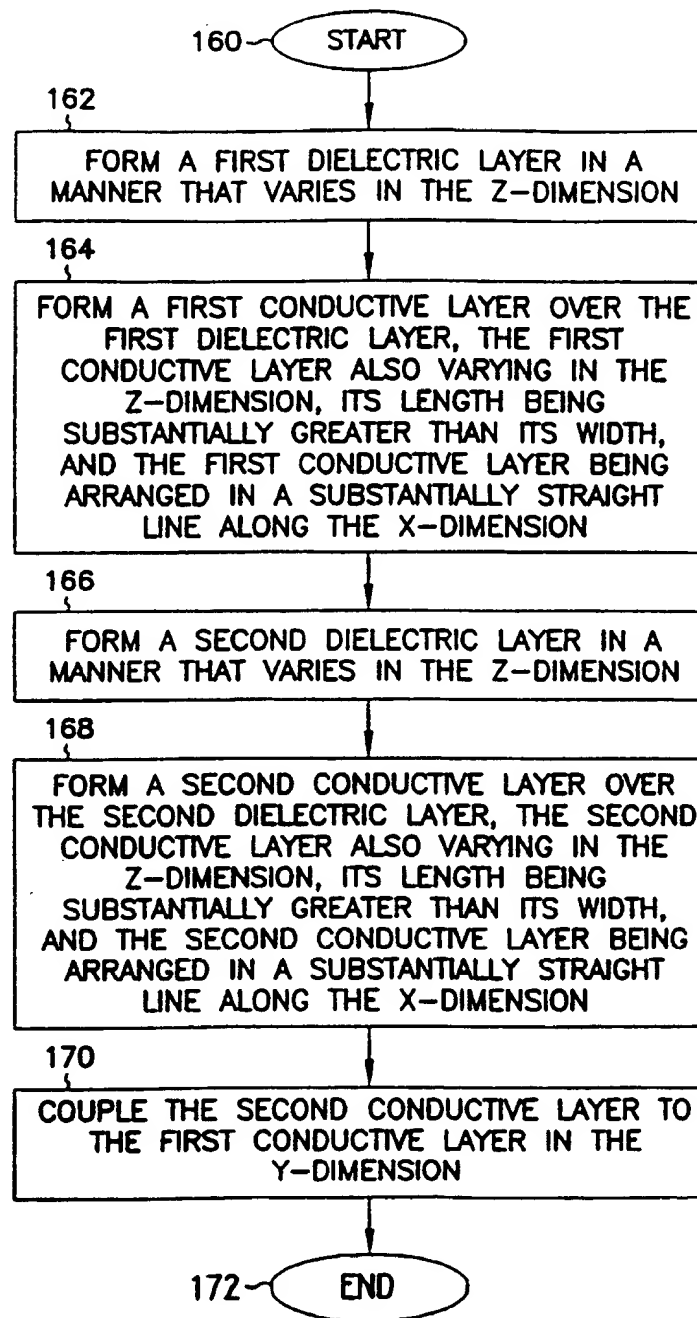 160
START
162
FORM A FIRST DIELECTRIC LAYER IN A
MANNER THAT VARIES IN THE Z-DIMENSION
164
FORM A FIRST CONDUCTIVE LAYER OVER THE
FIRST DIELECTRIC LAYER, THE FIRST
CONDUCTIVE LAYER ALSO VARYING IN THE
Z-DIMENSION, ITS LENGTH BEING
SUBSTANTIALLY GREATER THAN ITS WIDTH,
AND THE FIRST CONDUCTIVE LAYER BEING
ARRANGED IN A SUBSTANTIALLY STRAIGHT
LINE ALONG THE X-DIMENSION
166
FORM A SECOND DIELECTRIC LAYER IN A
MANNER THAT VARIES IN THE Z-DIMENSION
168
FORM A SECOND CONDUCTIVE LAYER OVER
THE SECOND DIELECTRIC LAYER, THE SECOND
CONDUCTIVE LAYER ALSO VARYING IN THE
Z-DIMENSION, ITS LENGTH BEING
SUBSTANTIALLY GREATER THAN ITS WIDTH,
AND THE SECOND CONDUCTIVE LAYER BEING
ARRANGED IN A SUBSTANTIALLY STRAIGHT
LINE ALONG THE X-DIMENSION
170
COUPLE THE SECOND CONDUCTIVE LAYER TO
THE FIRST CONDUCTIVE LAYER IN THE
Y-DIMENSION
172
END